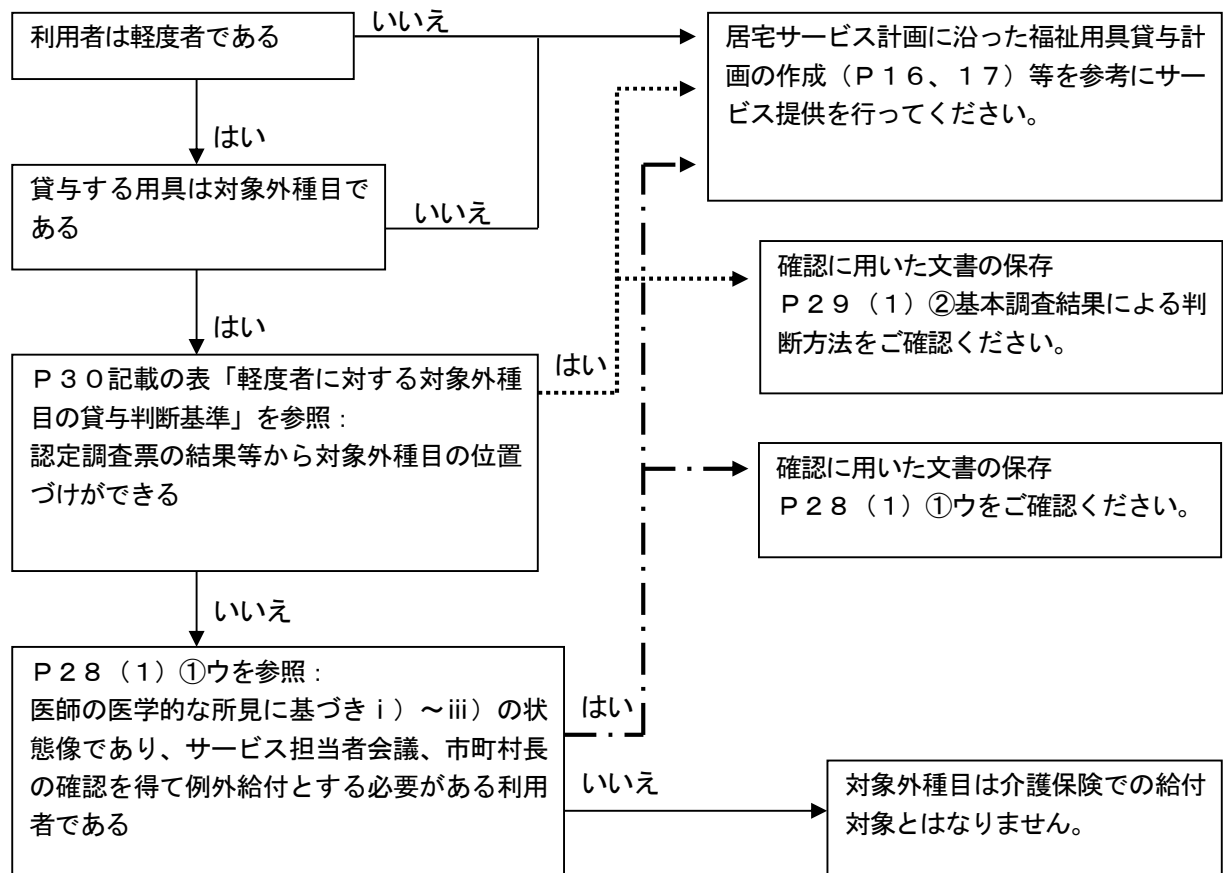 利用者は軽度者である
いいえ
居宅サービス計画に沿った福祉用具貸与計
画の作成（Ｐ１６、１７）等を参考にサー
ビス提供を行ってください。
はい
貸与する用具は対象外種目で
ある
いいえ
確認に用いた文書の保存
Ｐ２９（１）②基本調査結果による判
断方法をご確認ください。
はい
Ｐ３０記載の表「軽度者に対する対象外種
目の貸与判断基準」を参照：
認定調査票の結果等から対象外種目の位置
づけができる
はい
確認に用いた文書の保存
Ｐ２８（１）①ウをご確認ください。
いいえ
Ｐ２８（１）①ウを参照：
医師の医学的な所見に基づきⅰ）～ⅲ）の状
態像であり、サービス担当者会議、市町村長
の確認を得て例外給付とする必要がある利用
者である
はい
いいえ
対象外種目は介護保険での給付
対象とはなりません。